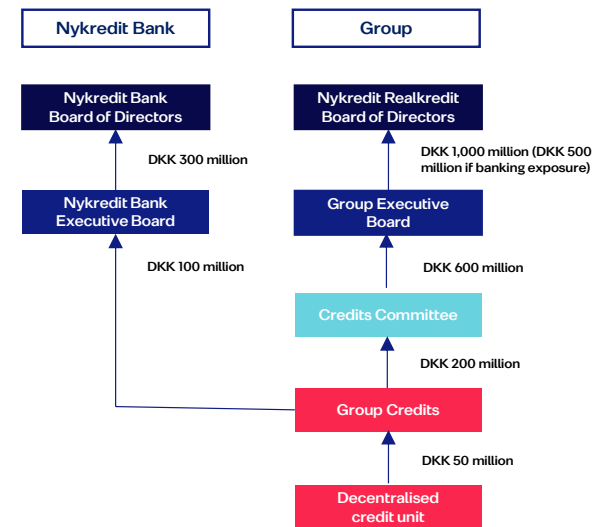 Nykredit Bank
Group
Nykredit Bank
Board of Directors
Nykredit Realkredit
Board of Directors
DKK 300 million
DKK 1,000 million (DKK 500
million if banking exposure)
Nykredit Bank
Executive Board
Group Executive
Board
DKK 100 million
DKK 600 million
Credits Committee
DKK 200 million
Group Credits
DKK 50 million
Decentralised
credit unit